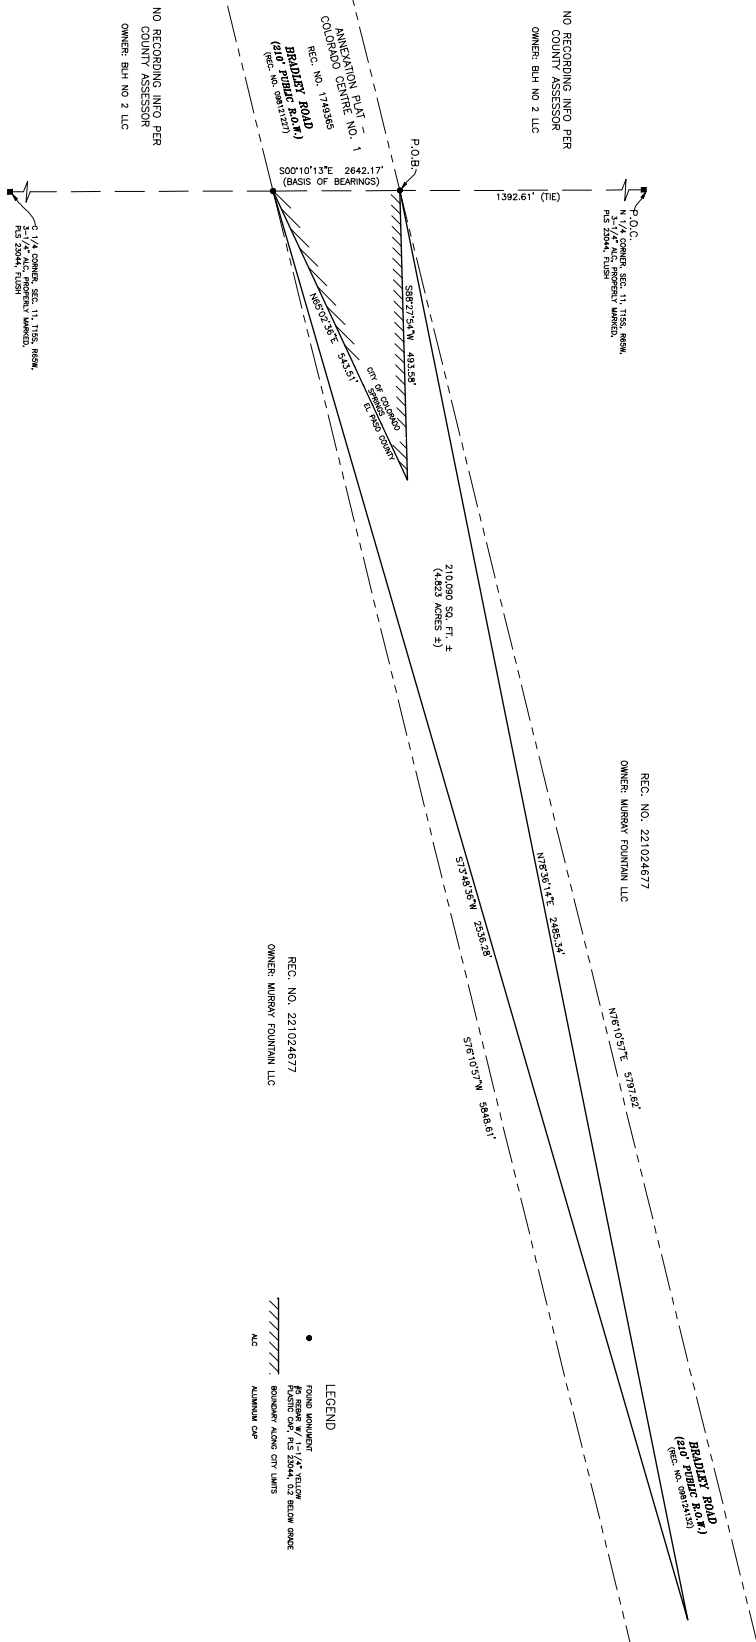 NO RECORDING INFO PER
COUNTY ASSESSOR
OWNER: BLH NO 2 LLC
ANNEXATION PLAT -
COLORADO CENTRE NO. 1
REC. NO. 1749365
BRADLEY ROAD
(210' PUBLIC R.O.W.)
(REC. NO. 098121227)
NO RECORDING INFO PER
COUNTY ASSESSOR
OWNER: BLH NO 2 LLC
P.O.B.
S00°10'13"E 2642.17'
(BASIS OF BEARINGS)
1392.61' (TIE)
P.O.C.
N 1/4 CORNER, SEC. 11, T15S, R65W,
3-1/4" ALC, PROPERLY MARKED,
PLS 23044, FLUSH
C 1/4 CORNER, SEC. 11, T15S, R65W,
3-1/4" ALC, PROPERLY MARKED,
PLS 23044, FLUSH
S88°27'54"W 493.58'
N65°02'36"E 543.51'
CITY OF COLORADO
SPRINGS
EL PASO COUNTY
210,090 SQ. FT. ±
(4.823 ACRES ±)
REC. NO. 221024677
OWNER: MURRAY FOUNTAIN LLC
N78°36'14"E 2485.34'
S73°48'36"W 2536.28'
REC. NO. 221024677
OWNER: MURRAY FOUNTAIN LLC
N76°10'57"E 5797.62'
S76°10'57"W 5848.61'
LEGEND
FOUND MONUMENT
#5 REBAR W/ 1-1/4" YELLOW
PLASTIC CAP, PLS 23044, 0.2 BELOW GRADE
BOUNDARY ALONG CITY LIMITS
ALC ALUMINUM CAP
BRADLEY ROAD
(210' PUBLIC R.O.W.)
(REC. NO. 098124132)